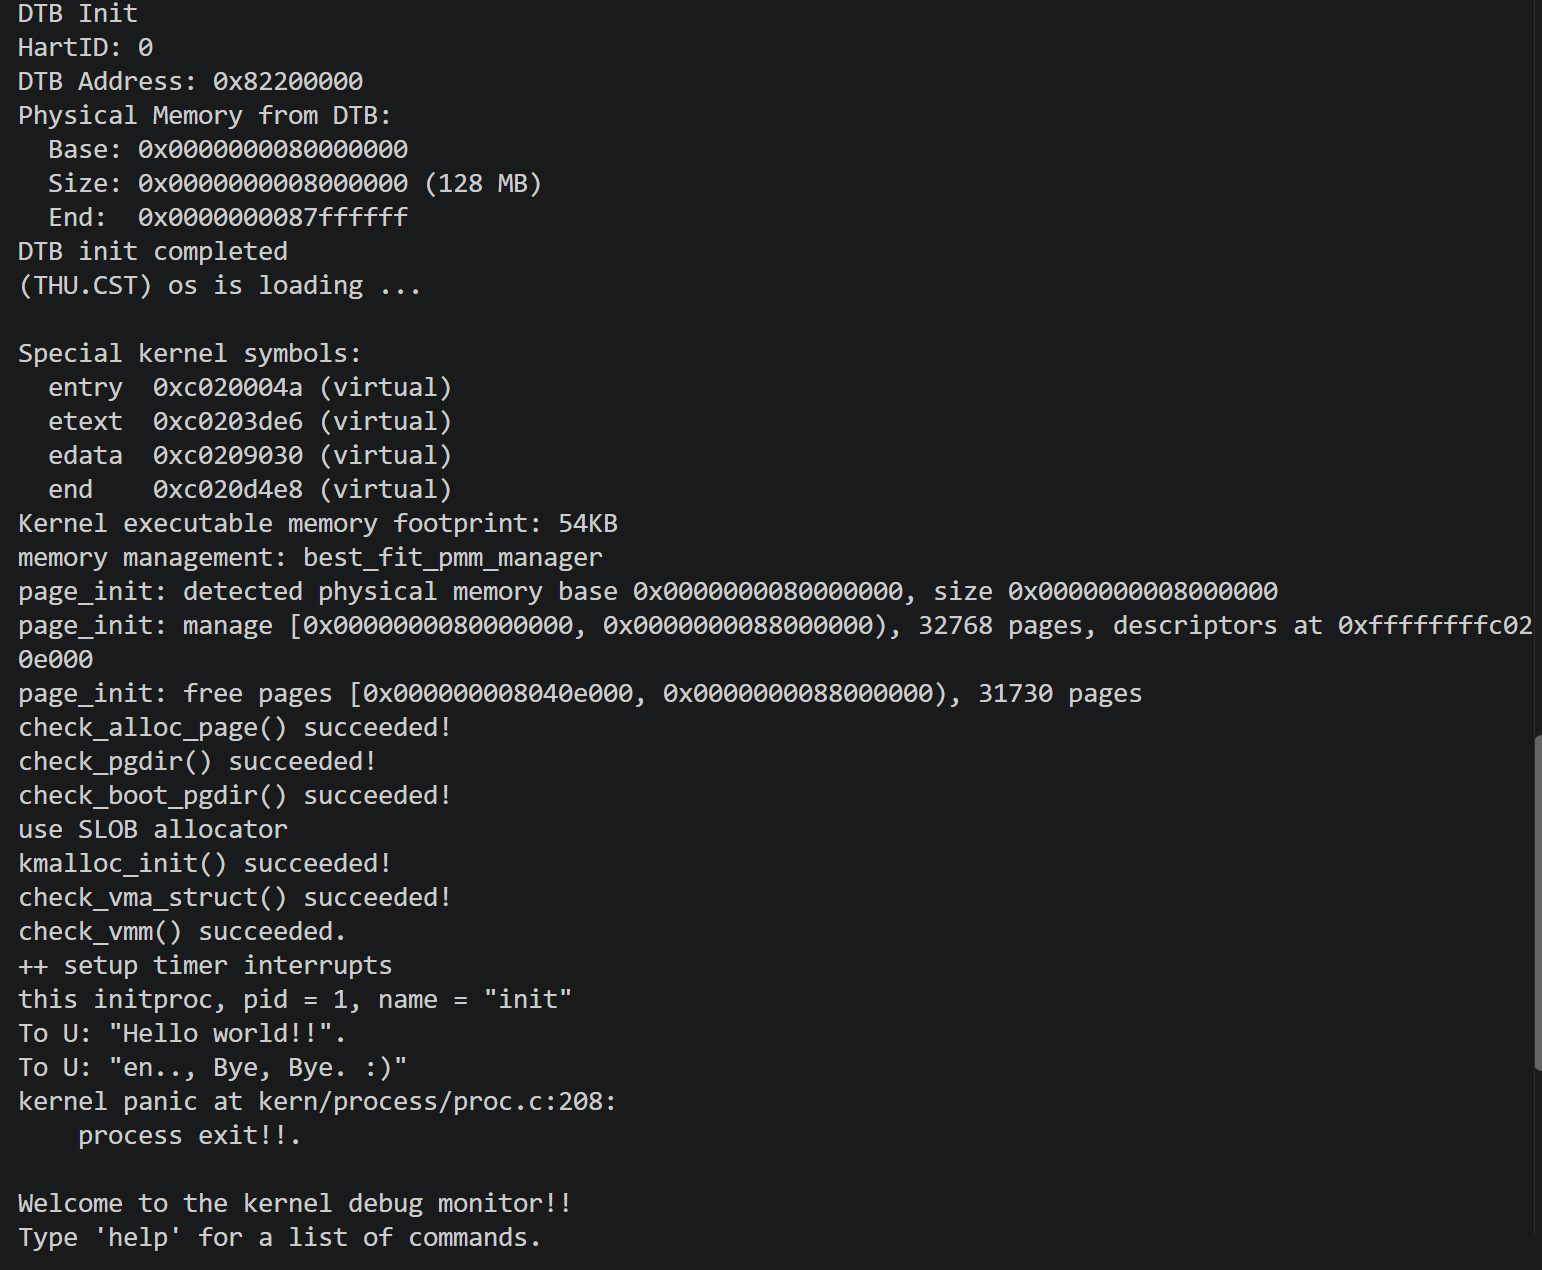 DTB Init
HartID: 0
DTB Address: 0x82200000
Physical Memory from DTB:
  Base: 0x0000000080000000
  Size: 0x0000000008000000 (128 MB)
  End:  0x0000000087ffffff
DTB init completed
(THU.CST) os is loading ...

Special kernel symbols:
  entry  0xc020004a (virtual)
  etext  0xc0203de6 (virtual)
  edata  0xc0209030 (virtual)
  end    0xc020d4e8 (virtual)
Kernel executable memory footprint: 54KB
memory management: best_fit_pmm_manager
page_init: detected physical memory base 0x0000000080000000, size 0x0000000008000000
page_init: manage [0x0000000080000000, 0x0000000088000000), 32768 pages, descriptors at 0xffffffffc02
0e000
page_init: free pages [0x000000008040e000, 0x0000000088000000), 31730 pages
check_alloc_page() succeeded!
check_pgdir() succeeded!
check_boot_pgdir() succeeded!
use SLOB allocator
kmalloc_init() succeeded!
check_vma_struct() succeeded!
check_vmm() succeeded.
++ setup timer interrupts
this initproc, pid = 1, name = "init"
To U: "Hello world!!".
To U: "en.., Bye, Bye. :)"
kernel panic at kern/process/proc.c:208:
    process exit!!.

Welcome to the kernel debug monitor!!
Type 'help' for a list of commands.